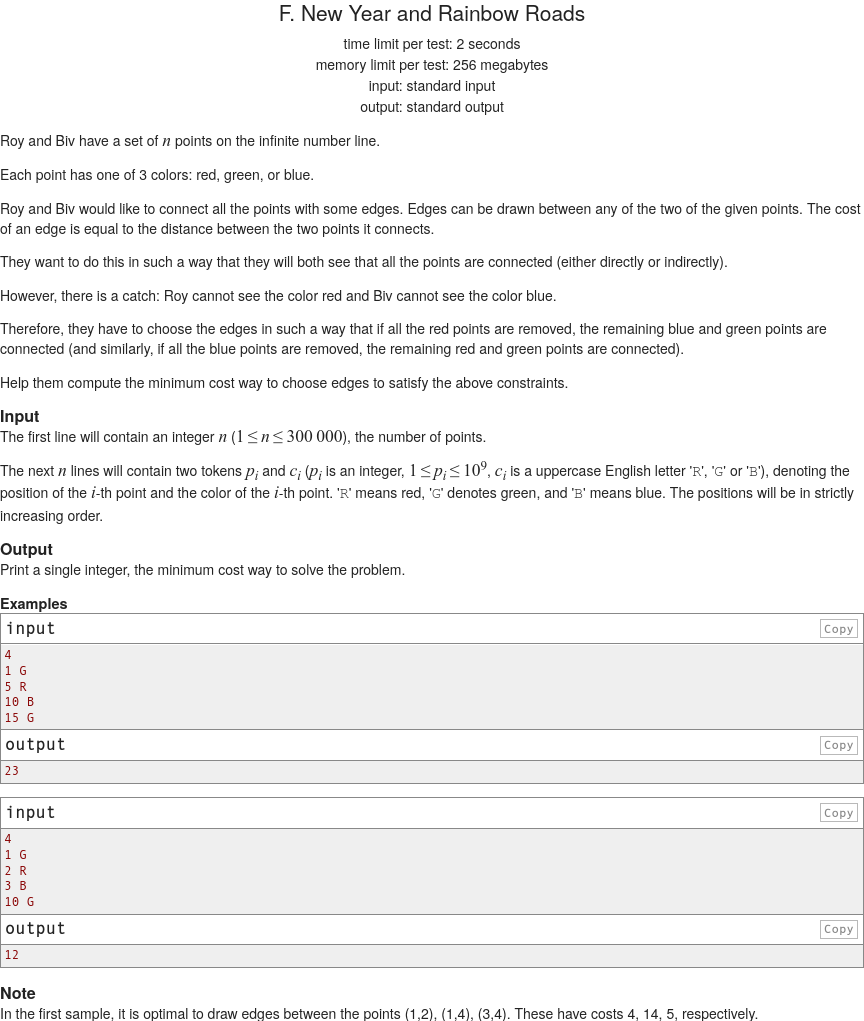 F. New Year and Rainbow Roads
time limit per test: 2 seconds
memory limit per test: 256 megabytes
input: standard input
output: standard output
Roy and Biv have a set of n points on the infinite number line.
Each point has one of 3 colors: red, green, or blue.
Roy and Biv would like to connect all the points with some edges. Edges can be drawn between any of the two of the given points. The cost
of an edge is equal to the distance between the two points it connects.
They want to do this in such a way that they will both see that all the points are connected (either directly or indirectly).
However, there is a catch: Roy cannot see the color red and Biv cannot see the color blue.
Therefore, they have to choose the edges in such a way that if all the red points are removed, the remaining blue and green points are
connected (and similarly, if all the blue points are removed, the remaining red and green points are connected).
Help them compute the minimum cost way to choose edges to satisfy the above constraints.
Input
The first line will contain an integer n (1 ≤ n ≤ 300 000), the number of points.
The next n lines will contain two tokens p_i and c_i (p_i is an integer, 1 ≤ p_i ≤ 10^9, c_i is a uppercase English letter 'R', 'G' or 'B'), denoting the
position of the i-th point and the color of the i-th point. 'R' means red, 'G' denotes green, and 'B' means blue. The positions will be in strictly
increasing order.
Output
Print a single integer, the minimum cost way to solve the problem.
Examples
input Copy
4
1 G
5 R
10 B
15 G
output Copy
23
input Copy
4
1 G
2 R
3 B
10 G
output Copy
12
Note
In the first sample, it is optimal to draw edges between the points (1,2), (1,4), (3,4). These have costs 4, 14, 5, respectively.